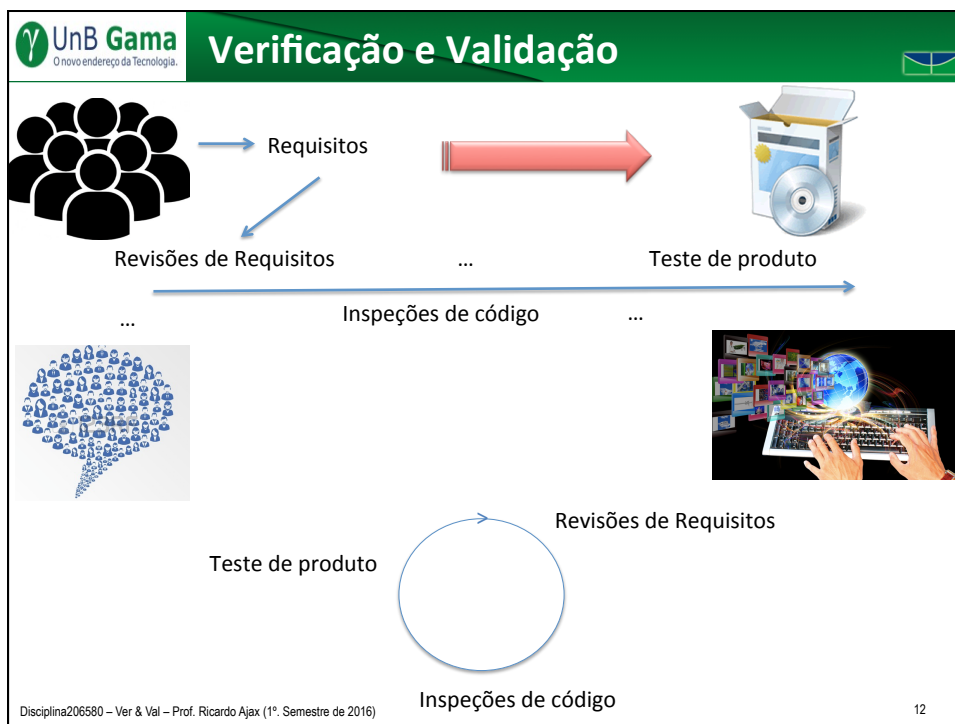 UnB Gama
O novo endereço da Tecnologia.
Verificação e Validação
Requisitos
Revisões de Requisitos
...
Teste de produto
Inspeções de código
...
...
Revisões de Requisitos
Teste de produto
Inspeções de código
Disciplina206580 – Ver & Val – Prof. Ricardo Ajax (1º. Semestre de 2016)
12